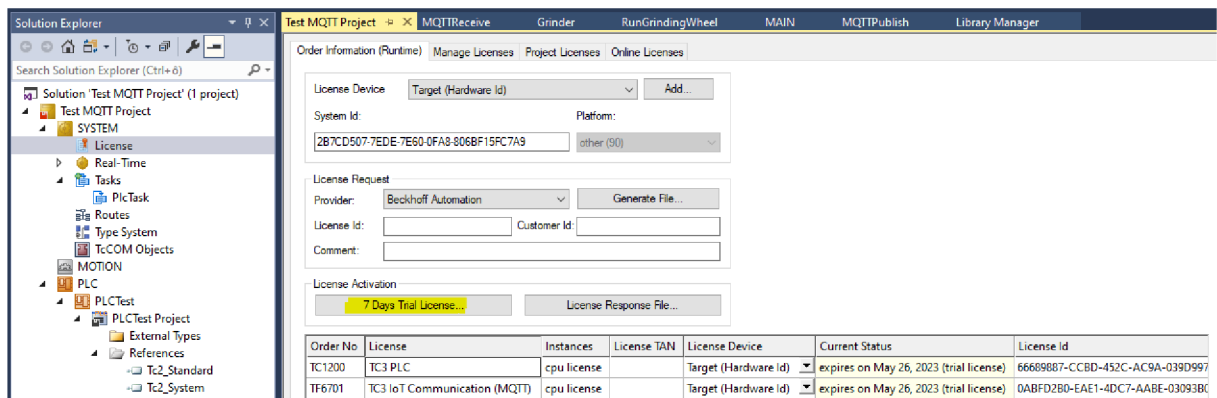 Solution Explorer
Search Solution Explorer (Ctrl+ö)
Solution 'Test MQTT Project' (1 project)
Test MQTT Project
SYSTEM
License
Real-Time
Tasks
PlcTask
Routes
Type System
TcCOM Objects
MOTION
PLC
PLCTest
PLCTest Project
External Types
References
Tc2_Standard
Tc2_System
Test MQTT Project MQTTReceive Grinder RunGrindingWheel MAIN MQTTPublish Library Manager
Order Information (Runtime) Manage Licenses Project Licenses Online Licenses
License Device Target (Hardware Id) Add...
System Id: Platform:
2B7CD507-7EDE-7E60-0FA8-806BF15FC7A9 other (90)
License Request
Provider: Beckhoff Automation Generate File...
License Id: Customer Id:
Comment:
License Activation
7 Days Trial License... License Response File...
Order No License Instances License TAN License Device Current Status License Id
TC1200 TC3 PLC cpu license Target (Hardware Id) expires on May 26, 2023 (trial license) 66689887-CCBD-452C-AC9A-039D997
TF6701 TC3 IoT Communication (MQTT) cpu license Target (Hardware Id) expires on May 26, 2023 (trial license) 0ABFD2B0-EAE1-4DC7-AABE-03093B0